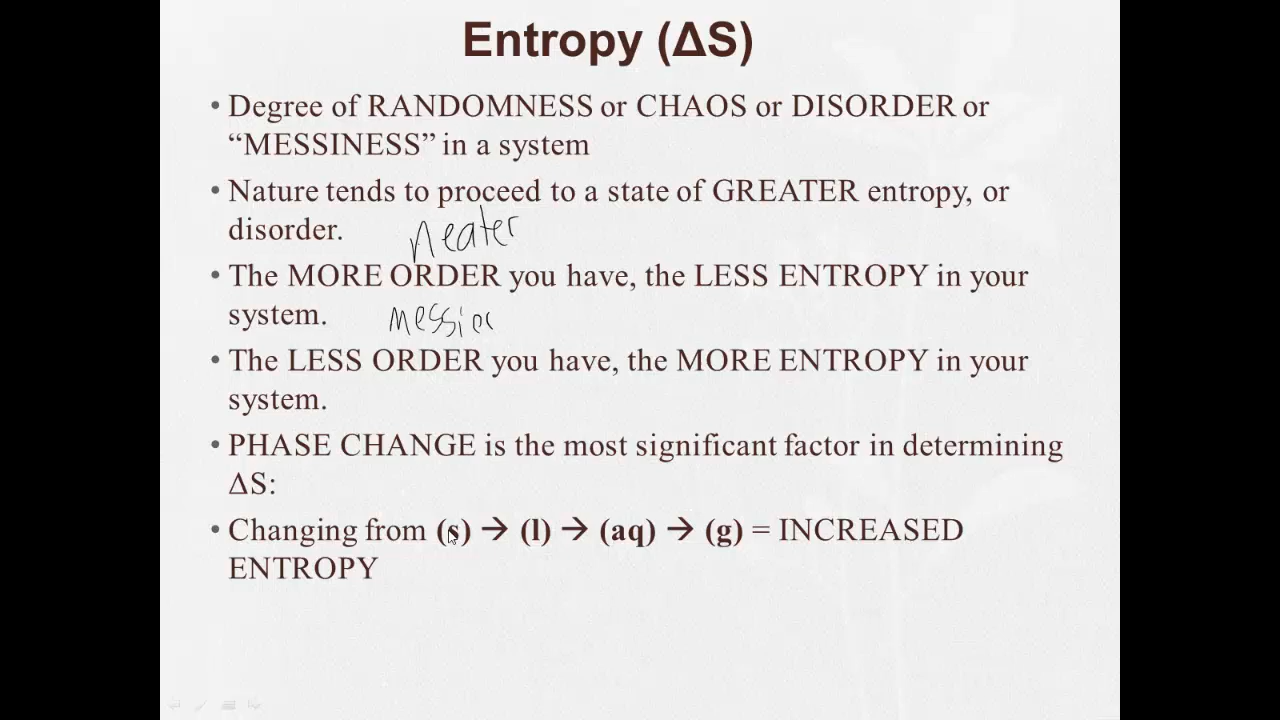 Entropy (ΔS)
• Degree of RANDOMNESS or CHAOS or DISORDER or
“MESSINESS” in a system
• Nature tends to proceed to a state of GREATER entropy, or
disorder.
neater
• The MORE ORDER you have, the LESS ENTROPY in your
system.
messier
• The LESS ORDER you have, the MORE ENTROPY in your
system.
• PHASE CHANGE is the most significant factor in determining
ΔS:
• Changing from (s) → (l) → (aq) → (g) = INCREASED
ENTROPY